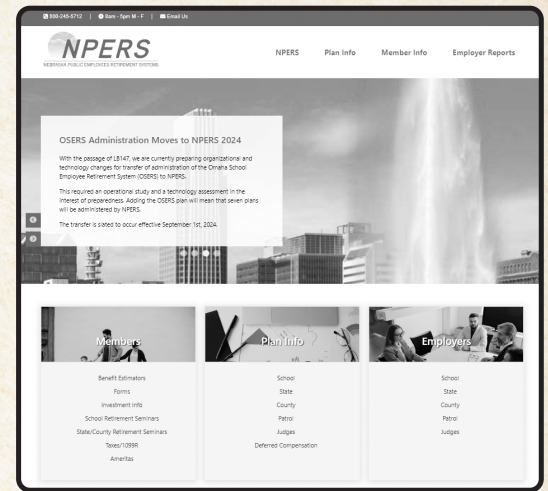 800-245-5712 | 8am - 5pm M - F | Email Us
NPERS
NEBRASKA PUBLIC EMPLOYEES RETIREMENT SYSTEMS
NPERS Plan Info Member Info Employer Reports
OSERS Administration Moves to NPERS 2024
With the passage of LB147, we are currently preparing organizational and
technology changes for transfer of administration of the Omaha School
Employee Retirement System (OSERS) to NPERS.
This required an operational study and a technology assessment in the
interest of preparedness. Adding the OSERS plan will mean that seven plans
will be administered by NPERS.
The transfer is slated to occur effective September 1st, 2024.
Members
Benefit Estimators
Forms
Investment Info
School Retirement Seminars
State/County Retirement Seminars
Taxes/1099R
Ameritas
Plan Info
School
State
County
Patrol
Judges
Deferred Compensation
Employers
School
State
County
Patrol
Judges